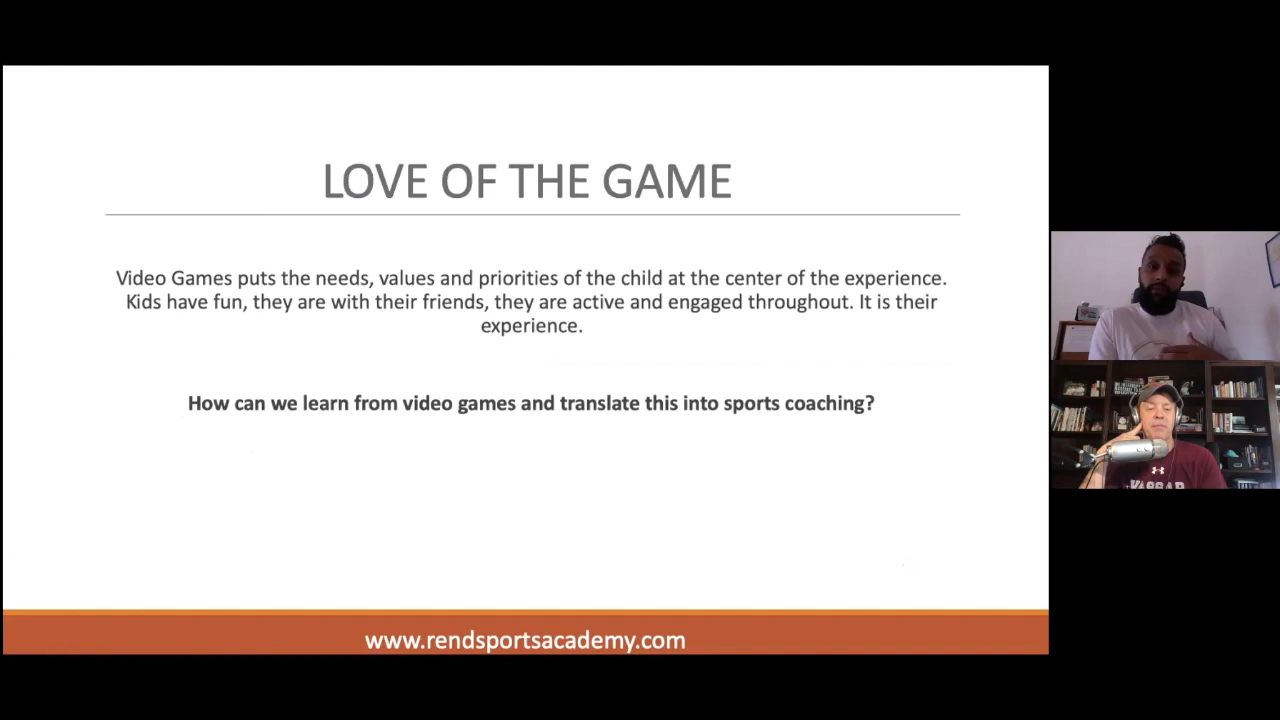 LOVE OF THE GAME
Video Games puts the needs, values and priorities of the child at the center of the experience.
Kids have fun, they are with their friends, they are active and engaged throughout. It is their
experience.
How can we learn from video games and translate this into sports coaching?
www.rendsportsacademy.com
VASSAR